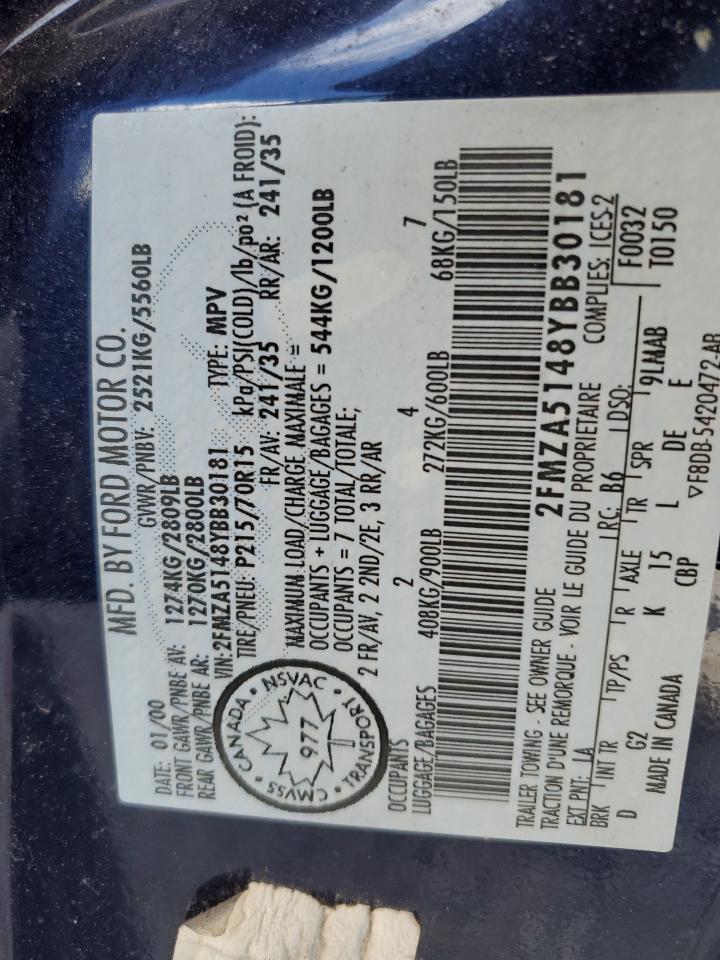 MFD. BY FORD MOTOR CO.
DATE: 01/00 GVWR/PNBV: 2521KG/5560LB
FRONT GAWR/PNBE AV: 1274KG/2809LB
REAR GAWR/PNBE AR: 1270KG/2800LB
VIN: 2FMZA5148YBB30181 TYPE: MPV
TIRE/PNEU P215/70R15 kPa/PSI(COLD)/lb/po² (A FROID):
FR/AV: 241/35 RR/AR: 241/35
MAXIMUM LOAD/CHARGE MAXIMALE =
OCCUPANTS + LUGGAGE/BAGAGES = 544KG/1200LB
OCCUPANTS = 7 TOTAL/TOTALE;
2 FR/AV, 2 2ND/2E, 3 RR/AR
CANADA · NSVAC · TRANSPORT · CMVSS
977
OCCUPANTS 2 4 7
LUGGAGE/BAGAGES 408KG/900LB 272KG/600LB 68KG/150LB
2FMZA5148YBB30181
TRAILER TOWING - SEE OWNER GUIDE
TRACTION D'UNE REMORQUE - VOIR LE GUIDE DU PROPRIETAIRE COMPLIES: ICES-2
EXT PNT: LA RC: B6 DSO: F0032
BRK INT TR TP/PS R AXLE TR SPR 9LMAB T0150
D G2 K 15 L DE E
CBP
MADE IN CANADA ▽F8DB-5420472-AB